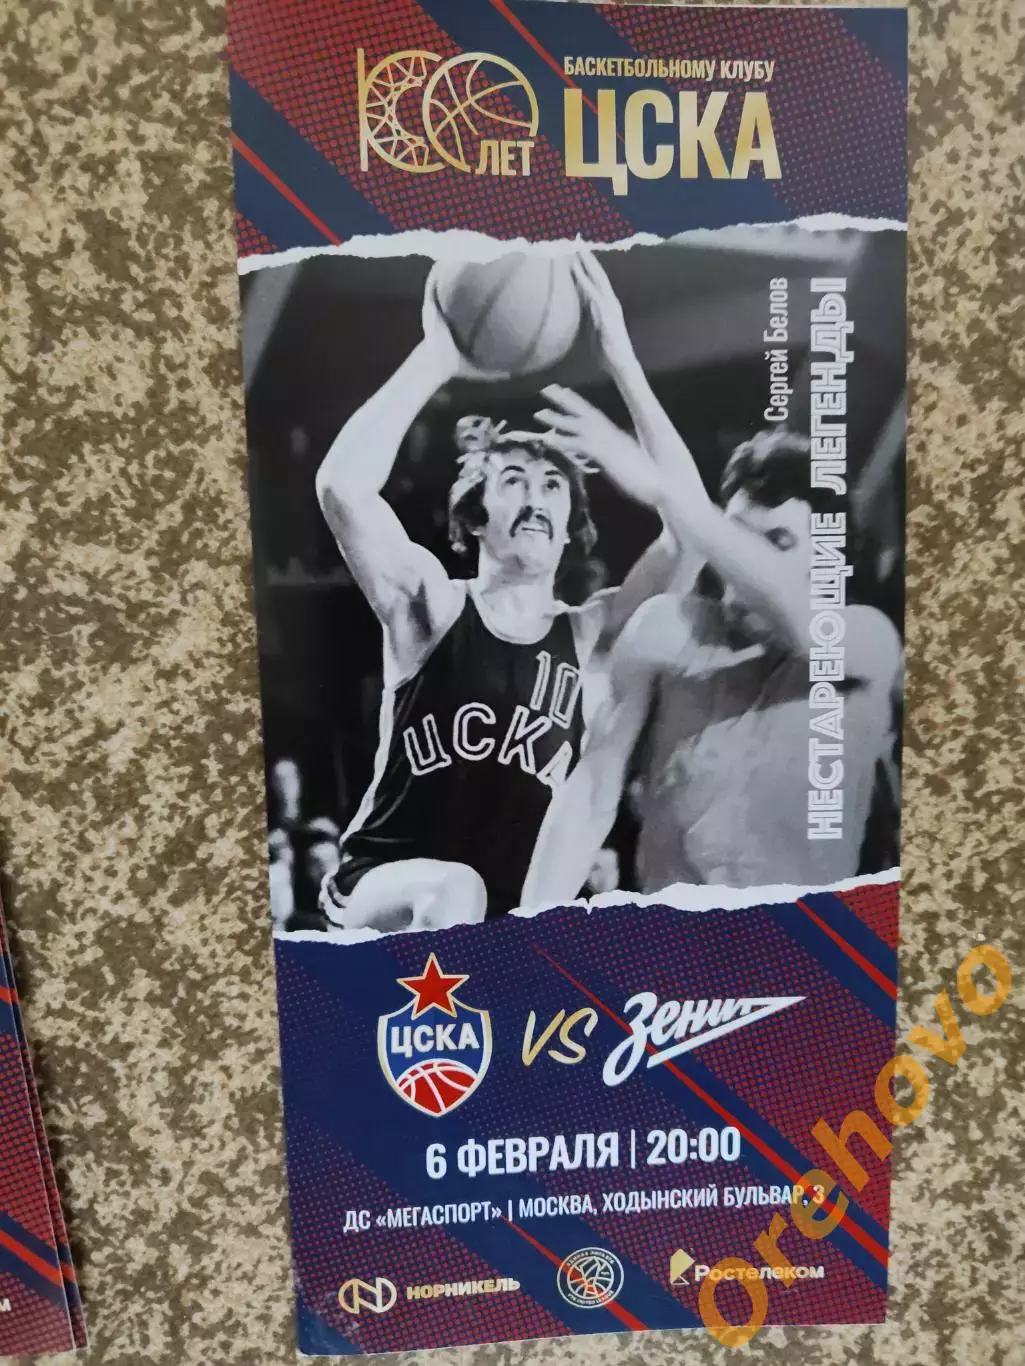 100 ЛЕТ
БАСКЕТБОЛЬНОМУ КЛУБУ
ЦСКА
Сергей Белов
НЕСТАРЕЮЩИЕ ЛЕГЕНДЫ
10
ЦСКА
ЦСКА
VS
Зенит
6 ФЕВРАЛЯ | 20:00
ДС «МЕГАСПОРТ» | МОСКВА, ХОДЫНСКИЙ БУЛЬВАР, 3
НОРНИКЕЛЬ
Ростелеком
Orehovo